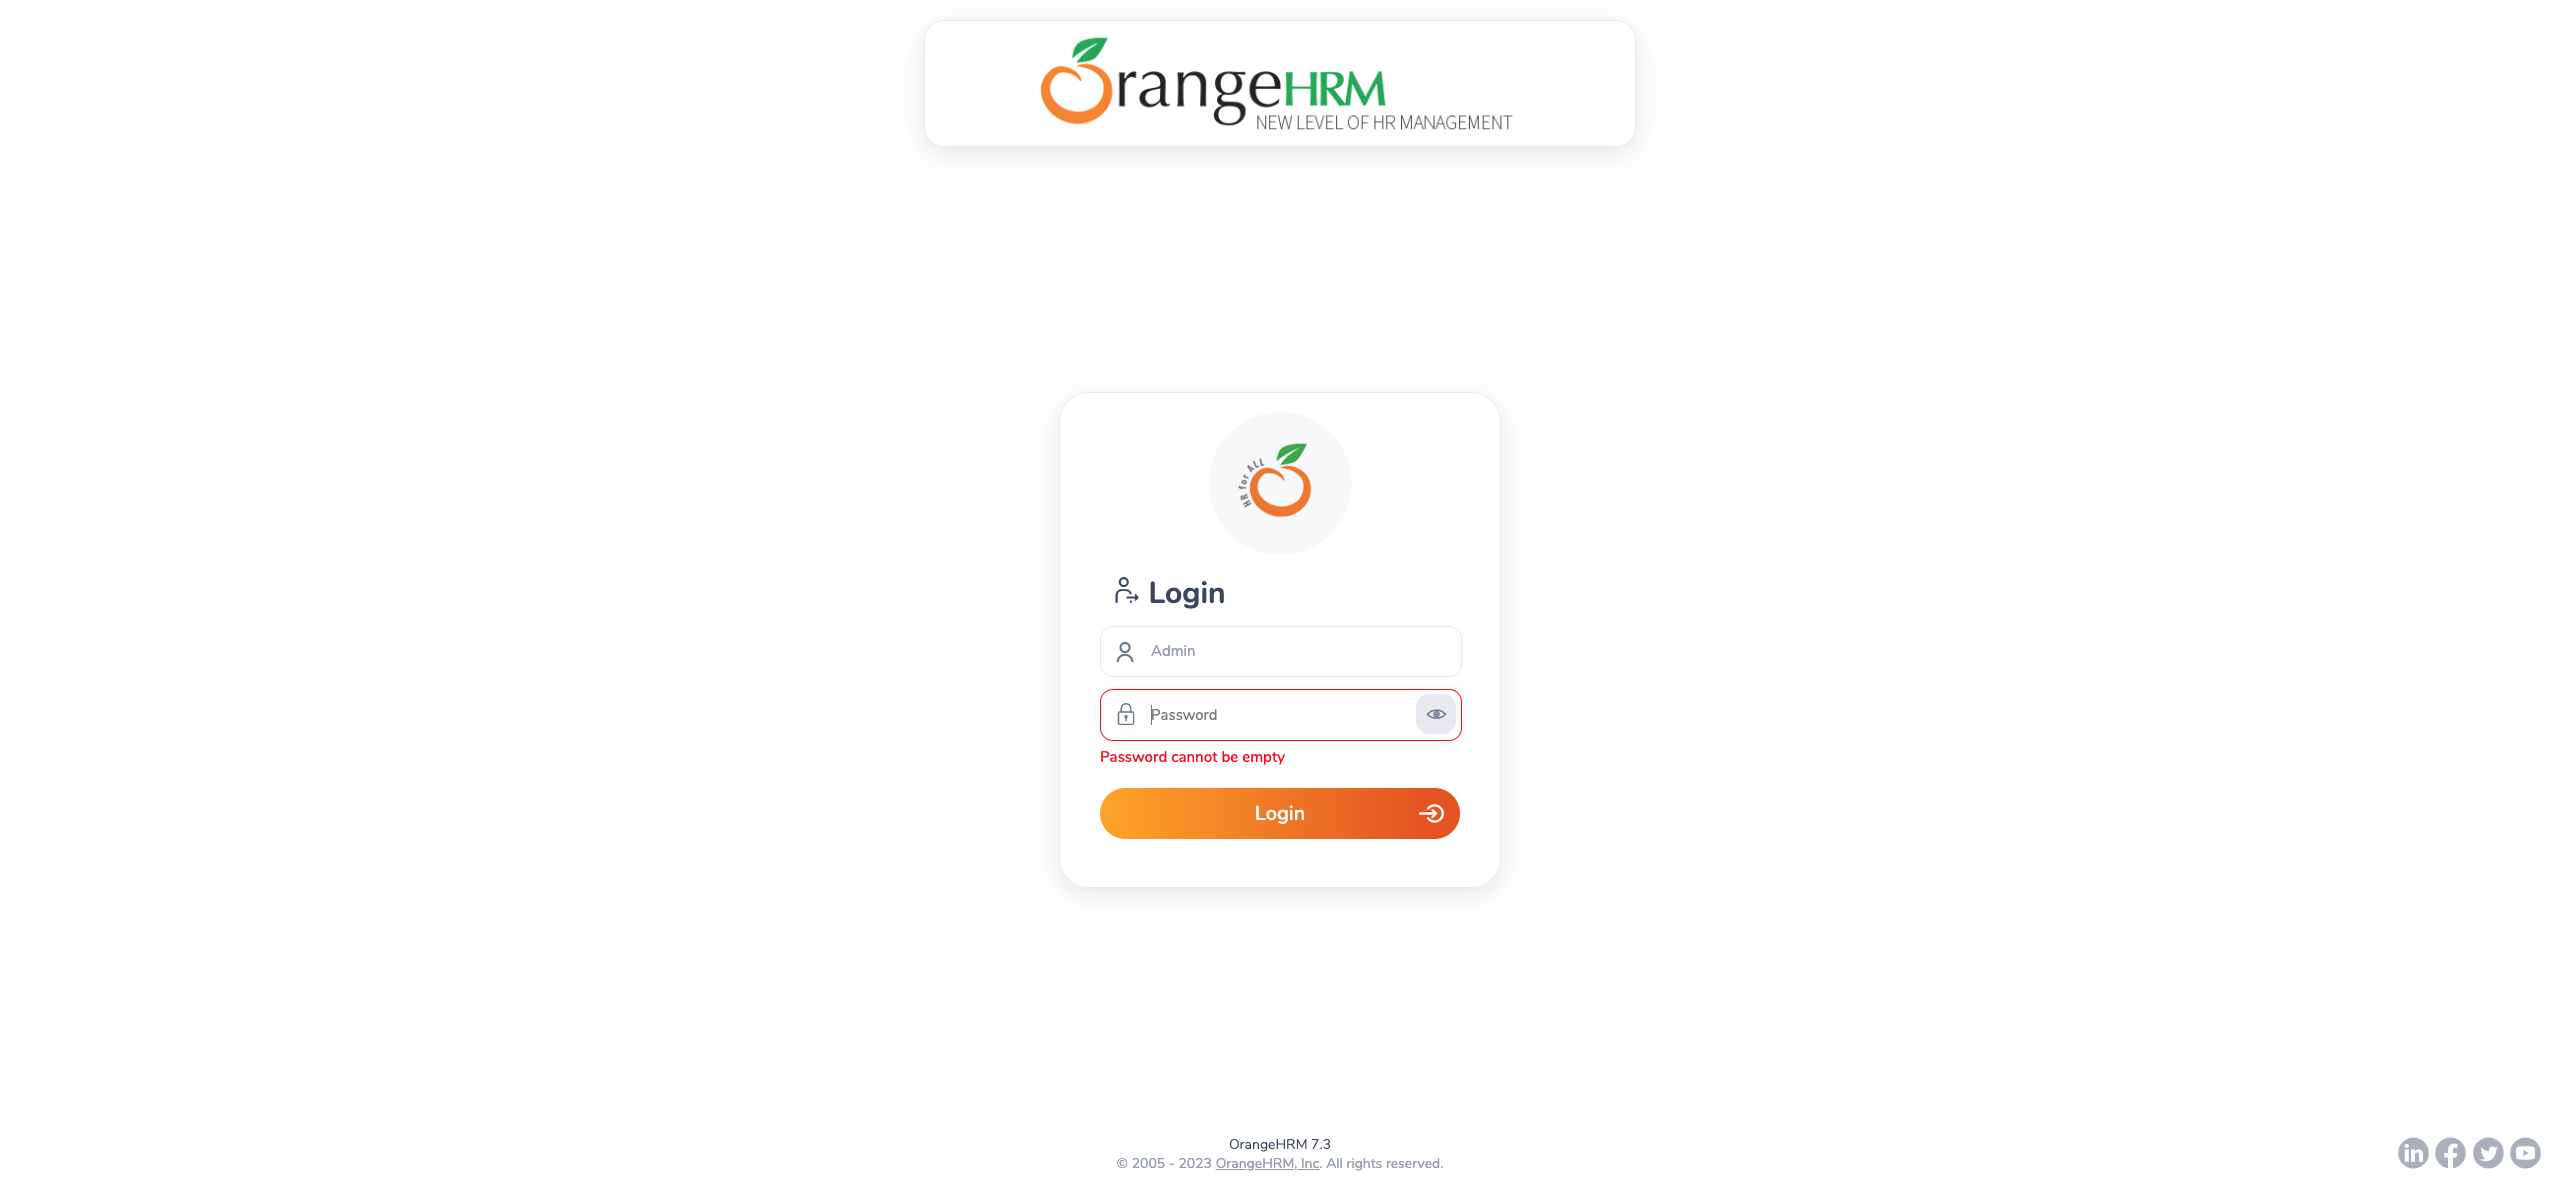 OrangeHRM
NEW LEVEL OF HR MANAGEMENT
HR for ALL
Login
Admin
Password
Password cannot be empty
Login
OrangeHRM 7.3
© 2005 - 2023 OrangeHRM, Inc. All rights reserved.